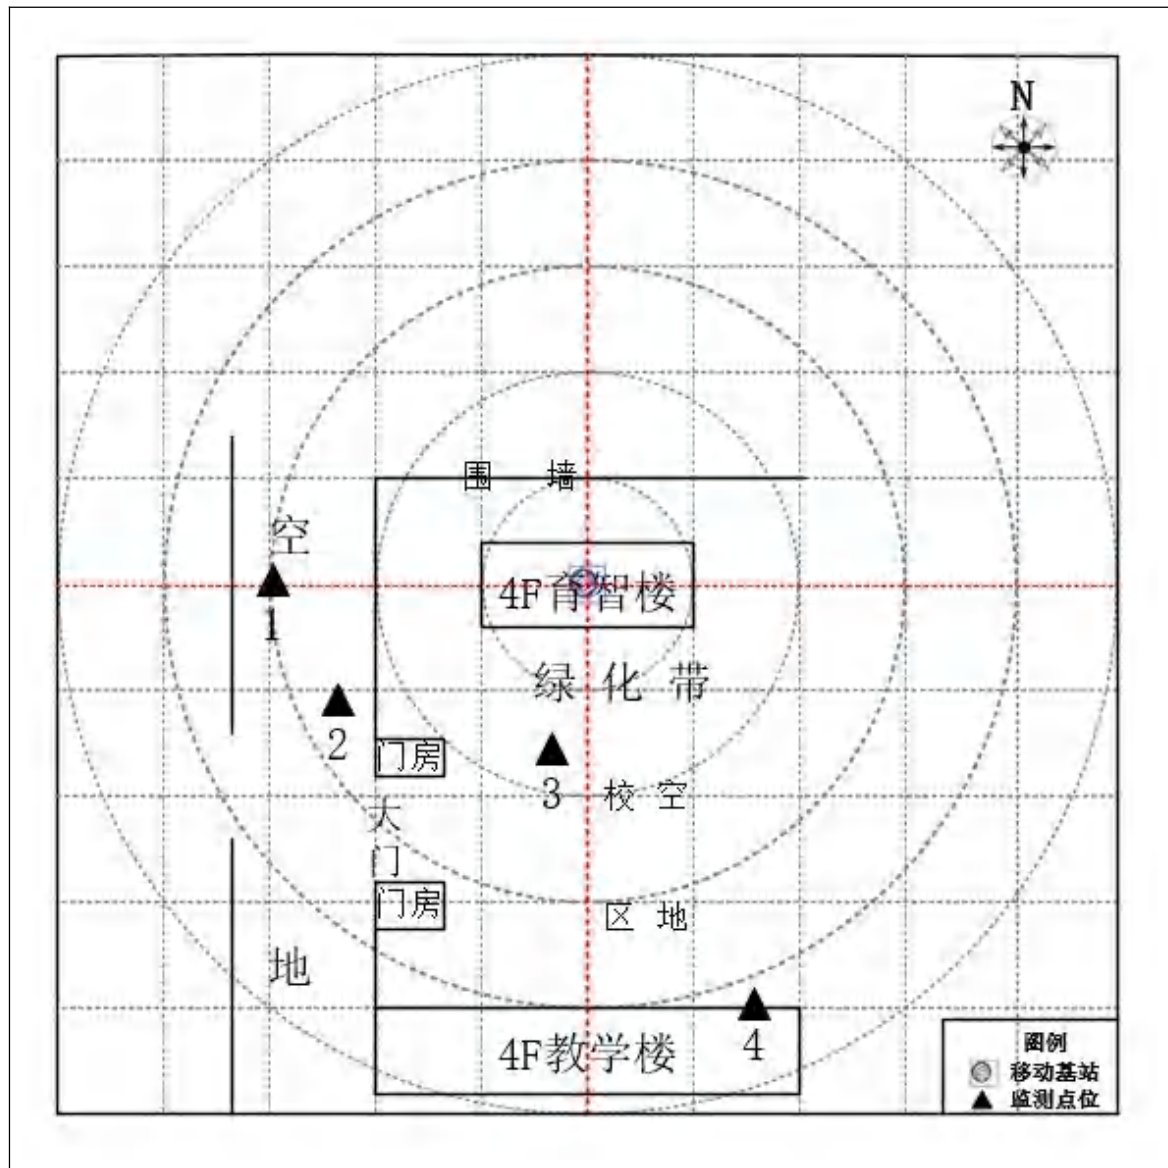 N
围 墙
空
4F育智楼
1
绿 化 带
2
门房
3
校 空
大
门
门房
区 地
地
4F教学楼
4
图例
移动基站
监测点位